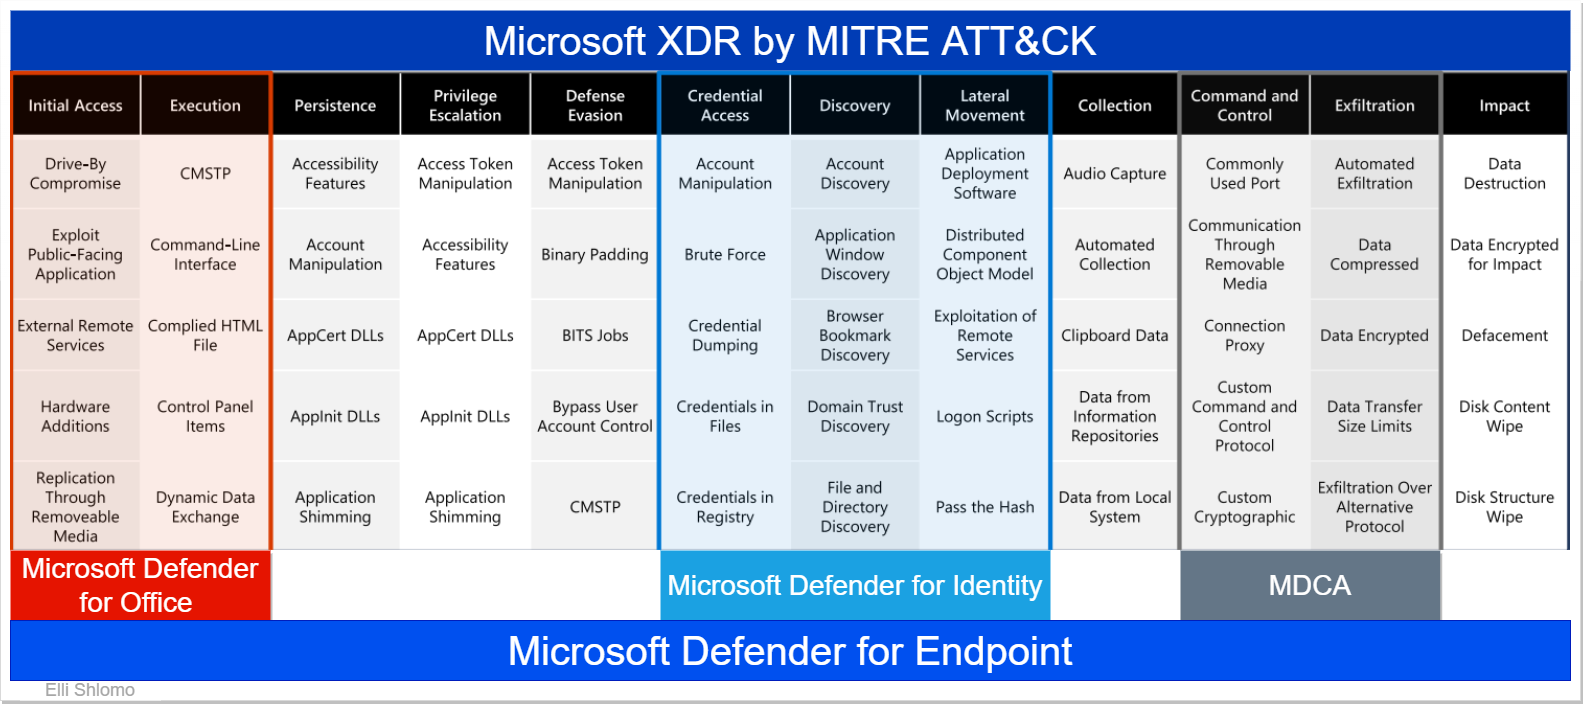 Microsoft XDR by MITRE ATT&CK
Initial Access
Execution
Persistence
Privilege
Escalation
Defense
Evasion
Credential
Access
Discovery
Lateral
Movement
Collection
Command and
Control
Exfiltration
Impact
Drive-By
Compromise
CMSTP
Accessibility
Features
Access Token
Manipulation
Access Token
Manipulation
Account
Manipulation
Account
Discovery
Application
Deployment
Software
Audio Capture
Commonly
Used Port
Automated
Exfiltration
Data
Destruction
Exploit
Public-Facing
Application
Command-Line
Interface
Account
Manipulation
Accessibility
Features
Binary Padding
Brute Force
Application
Window
Discovery
Distributed
Component
Object Model
Automated
Collection
Communication
Through
Removable
Media
Data
Compressed
Data Encrypted
for Impact
External Remote
Services
Complied HTML
File
AppCert DLLs
AppCert DLLs
BITS Jobs
Credential
Dumping
Browser
Bookmark
Discovery
Exploitation of
Remote
Services
Clipboard Data
Connection
Proxy
Data Encrypted
Defacement
Hardware
Additions
Control Panel
Items
AppInit DLLs
AppInit DLLs
Bypass User
Account Control
Credentials in
Files
Domain Trust
Discovery
Logon Scripts
Data from
Information
Repositories
Custom
Command and
Control
Protocol
Data Transfer
Size Limits
Disk Content
Wipe
Replication
Through
Removeable
Media
Dynamic Data
Exchange
Application
Shimming
Application
Shimming
CMSTP
Credentials in
Registry
File and
Directory
Discovery
Pass the Hash
Data from Local
System
Custom
Cryptographic
Exfiltration Over
Alternative
Protocol
Disk Structure
Wipe
Microsoft Defender
for Office
Microsoft Defender for Identity
MDCA
Microsoft Defender for Endpoint
Elli Shlomo